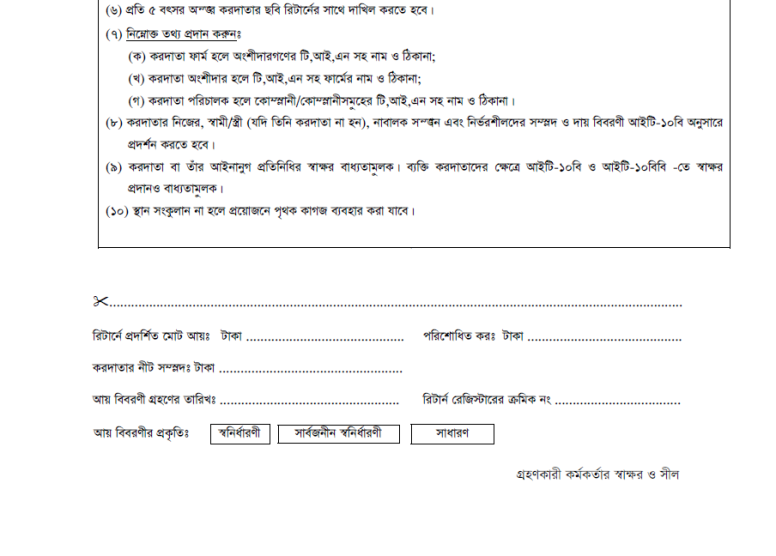 (৬) প্রতি ৫ বৎসর অন্তর করদাতার ছবি রিটার্নের সাথে দাখিল করতে হবে।
(৭) নিম্নোক্ত তথ্য প্রদান করুনঃ
(ক) করদাতা ফার্ম হলে অংশীদারগণের টি,আই,এন সহ নাম ও ঠিকানা;
(খ) করদাতা অংশীদার হলে টি,আই,এন সহ ফার্মের নাম ও ঠিকানা;
(গ) করদাতা পরিচালক হলে কোম্পানী/কোম্পানীসমুহের টি,আই,এন সহ নাম ও ঠিকানা।
(৮) করদাতার নিজের, স্বামী/স্ত্রী (যদি তিনি করদাতা না হন), নাবালক সন্তান এবং নির্ভরশীলদের সম্পদ ও দায় বিবরণী আইটি-১০বি অনুসারে
প্রদর্শন করতে হবে।
(৯) করদাতা বা তাঁর আইনানুগ প্রতিনিধির স্বাক্ষর বাধ্যতামূলক। ব্যক্তি করদাতাদের ক্ষেত্রে আইটি-১০বি ও আইটি-১০বিবি -তে স্বাক্ষর
প্রদানও বাধ্যতামূলক।
(১০) স্থান সংকুলান না হলে প্রয়োজনে পৃথক কাগজ ব্যবহার করা যাবে।
রিটার্নে প্রদর্শিত মোট আয়ঃ টাকা ............................................ পরিশোধিত করঃ টাকা ...........................................
করদাতার নীট সম্পদঃ টাকা ...................................................
আয় বিবরণী গ্রহণের তারিখঃ .................................................. রিটার্ন রেজিস্টারের ক্রমিক নং ...................................
আয় বিবরণীর প্রকৃতিঃ স্বনির্ধারণী সার্বজনীন স্বনির্ধারণী সাধারণ
গ্রহণকারী কর্মকর্তার স্বাক্ষর ও সীল